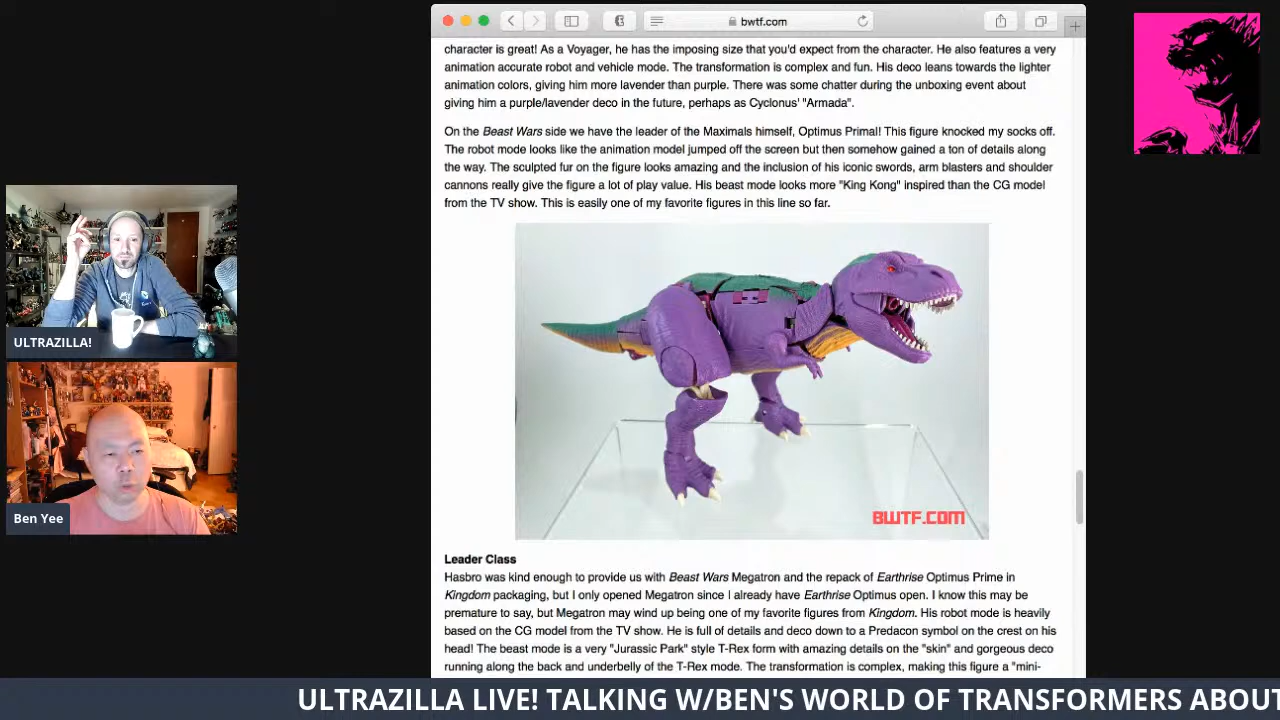 bwtf.com
character is great! As a Voyager, he has the imposing size that you'd expect from the character. He also features a very
animation accurate robot and vehicle mode. The transformation is complex and fun. His deco leans towards the lighter
animation colors, giving him more lavender than purple. There was some chatter during the unboxing event about
giving him a purple/lavender deco in the future, perhaps as Cyclonus' "Armada".
On the Beast Wars side we have the leader of the Maximals himself, Optimus Primal! This figure knocked my socks off.
The robot mode looks like the animation model jumped off the screen but then somehow gained a ton of details along
the way. The sculpted fur on the figure looks amazing and the inclusion of his iconic swords, arm blasters and shoulder
cannons really give the figure a lot of play value. His beast mode looks more "King Kong" inspired than the CG model
from the TV show. This is easily one of my favorite figures in this line so far.
BWTF.COM
Leader Class
Hasbro was kind enough to provide us with Beast Wars Megatron and the repack of Earthrise Optimus Prime in
Kingdom packaging, but I only opened Megatron since I already have Earthrise Optimus open. I know this may be
premature to say, but Megatron may wind up being one of my favorite figures from Kingdom. His robot mode is heavily
based on the CG model from the TV show. He is full of details and deco down to a Predacon symbol on the crest on his
head! The beast mode is a very "Jurassic Park" style T-Rex form with amazing details on the "skin" and gorgeous deco
running along the back and underbelly of the T-Rex mode. The transformation is complex, making this figure a "mini-
ULTRAZILLA!
Ben Yee
ULTRAZILLA LIVE! TALKING W/BEN'S WORLD OF TRANSFORMERS ABOUT